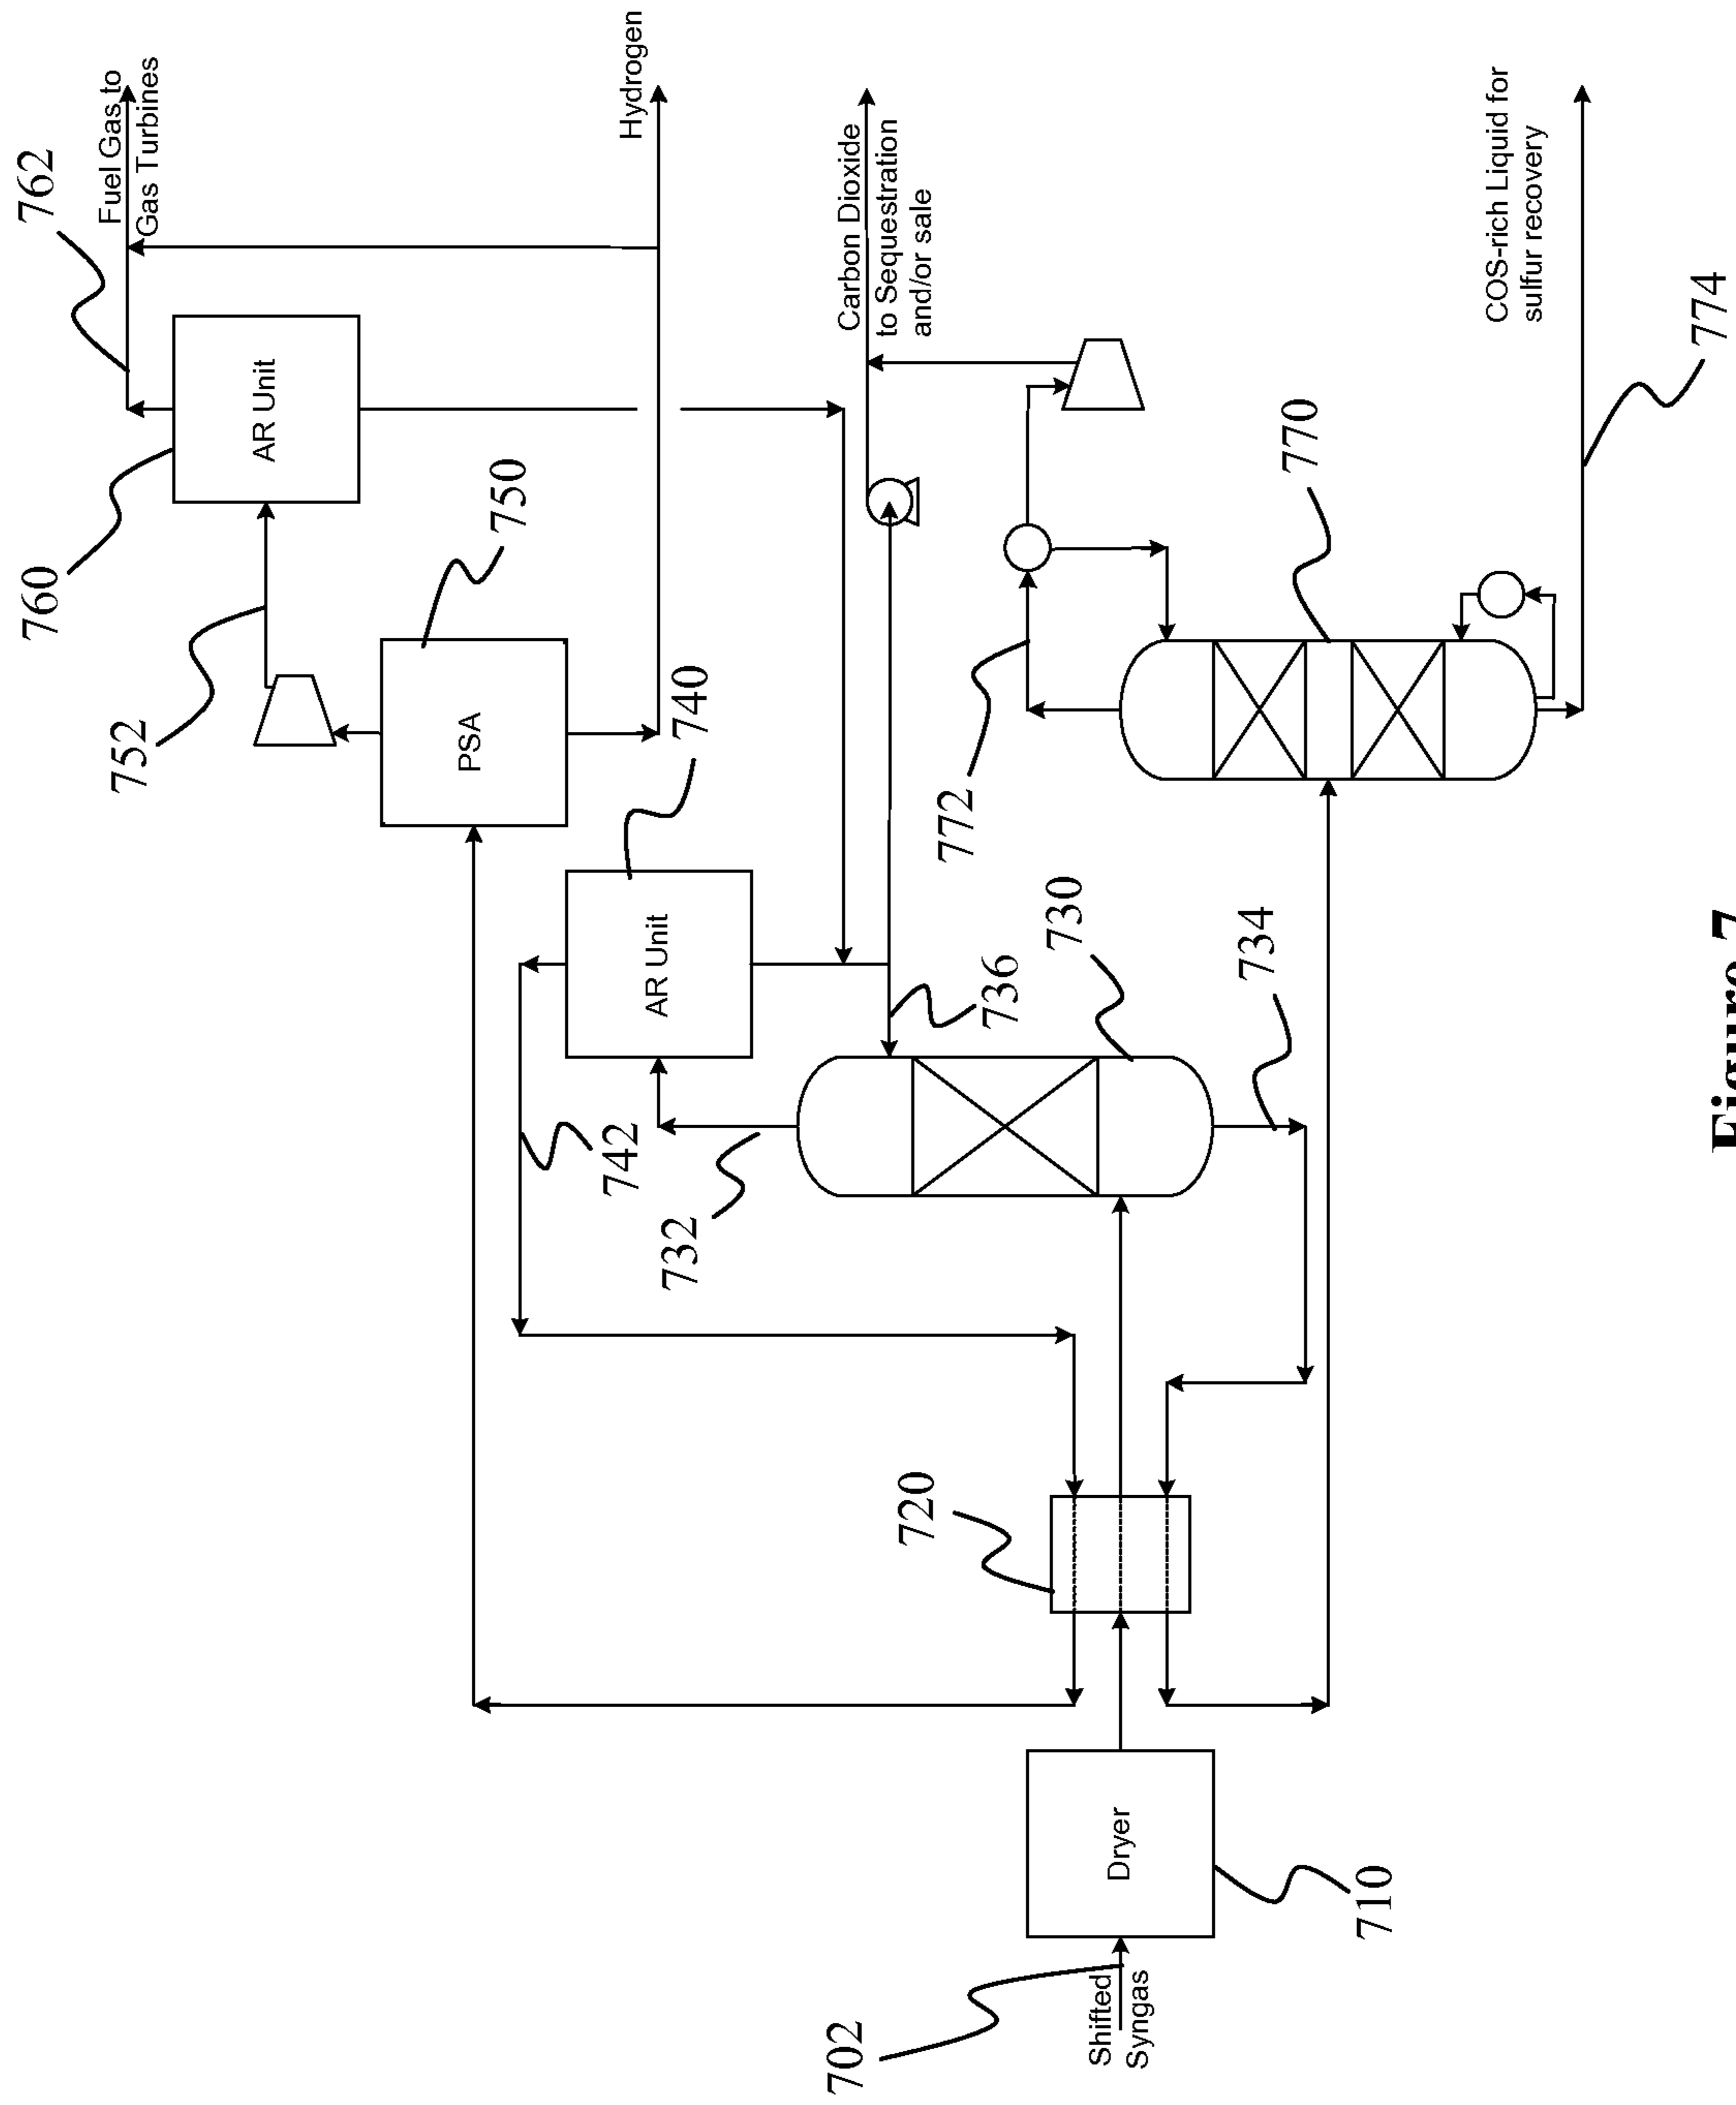 762
Fuel Gas to
Gas Turbines
760
AR Unit
752
750
PSA
Hydrogen
740
AR Unit
742
732
Carbon Dioxide
to Sequestration
and/or sale
736
772
730
734
770
720
COS-rich Liquid for
sulfur recovery
774
702
Shifted
Syngas
Dryer
710
Figure 7